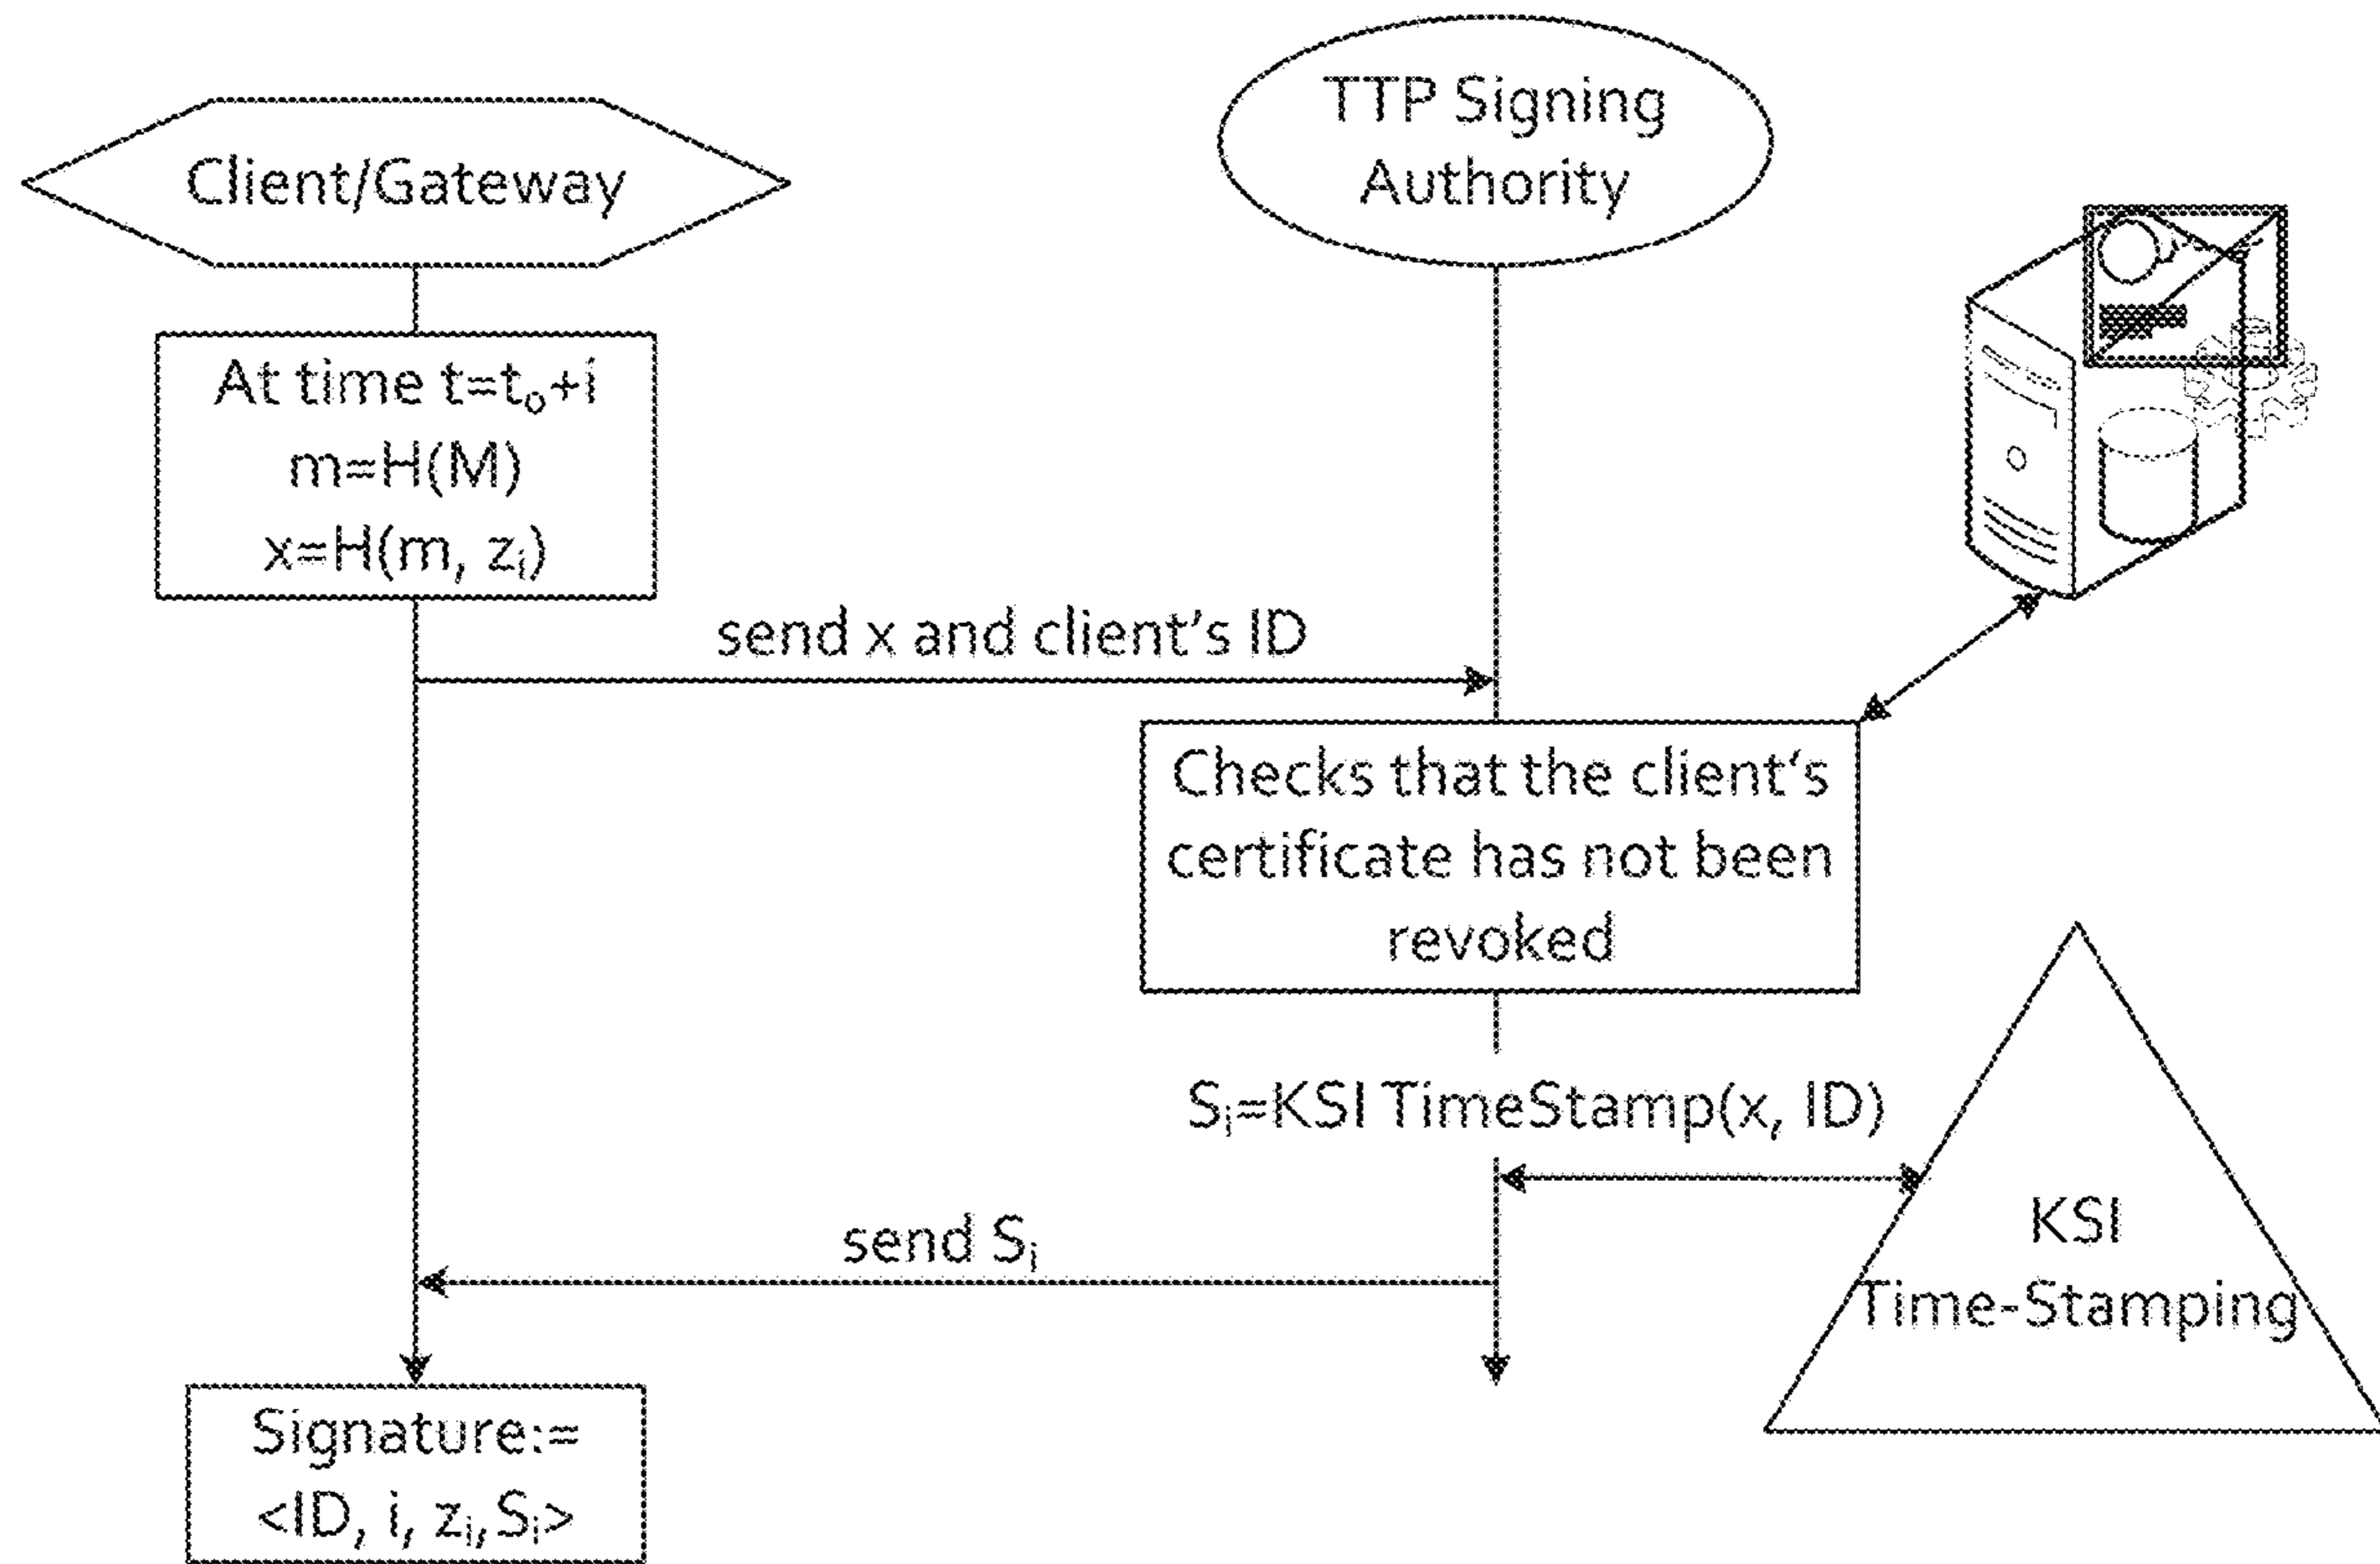 Client/Gateway
TTP Signing
Authority
At time t=tₒ+i
m=H(M)
x=H(m, zᵢ)
send x and client's ID
Checks that the client's
certificate has not been
revoked
Sᵢ=KSI TimeStamp(x, ID)
send Sᵢ
KSI
Time-Stamping
Signature:=
<ID, i, zᵢ,Sᵢ>